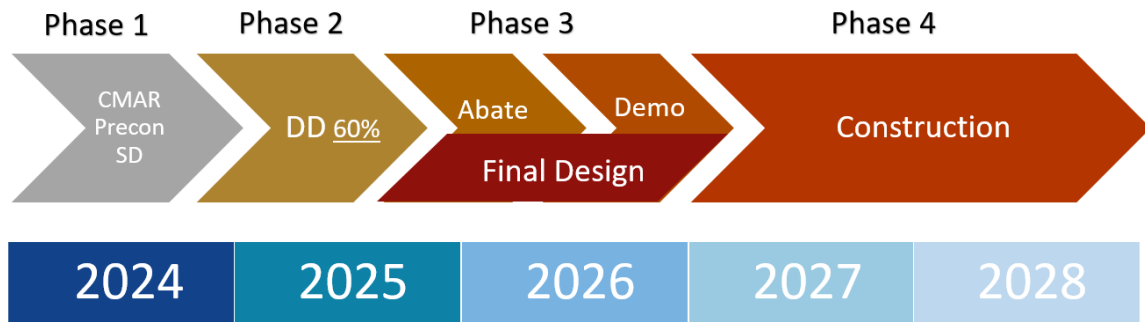 Phase 1
Phase 2
Phase 3
Phase 4
CMAR
Precon
SD
DD 60%
Abate
Demo
Final Design
Construction
2024
2025
2026
2027
2028